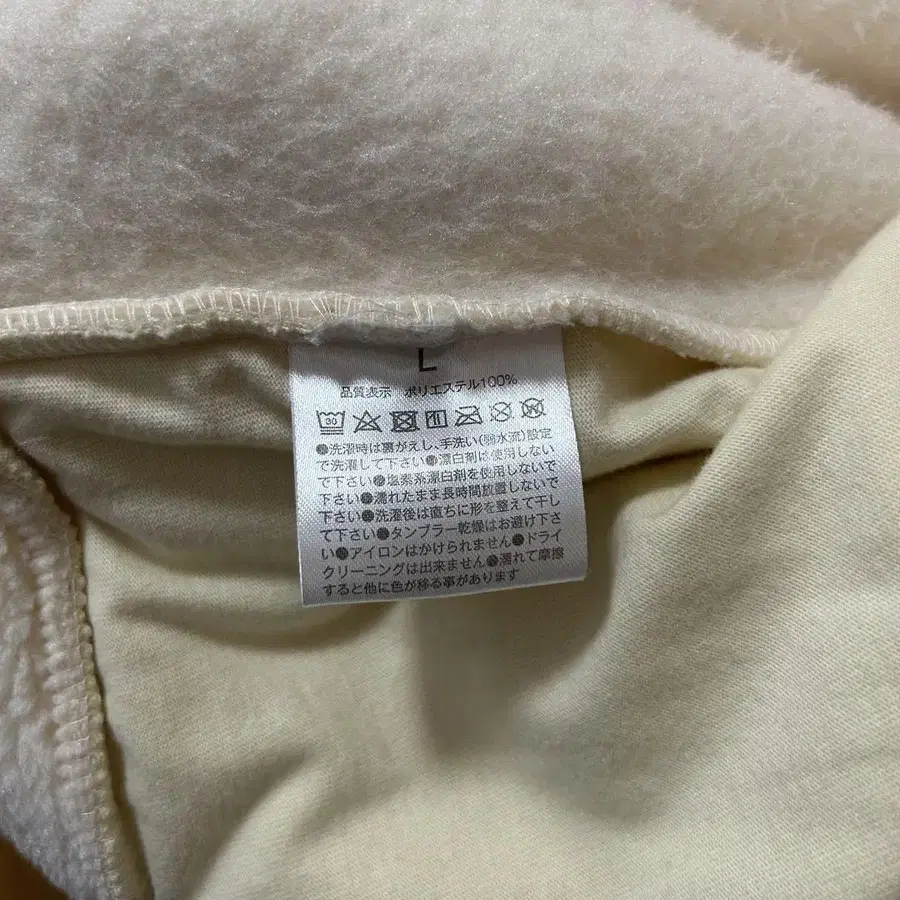 L
品質表示 ポリエステル100%
30
●洗濯時は裏がえし、手洗い(弱水流)設定
で洗濯して下さい●漂白剤は使用しない
で下さい●塩素系漂白剤を使用しないで
下さい●濡れたまま長時間放置しないで
下さい●洗濯後は直ちに形を整えて干し
て下さい●タンブラー乾燥はお避け下さ
い●アイロンはかけられません●ドライ
クリーニングは出来ません●濡れて摩擦
すると他に色が移る事があります